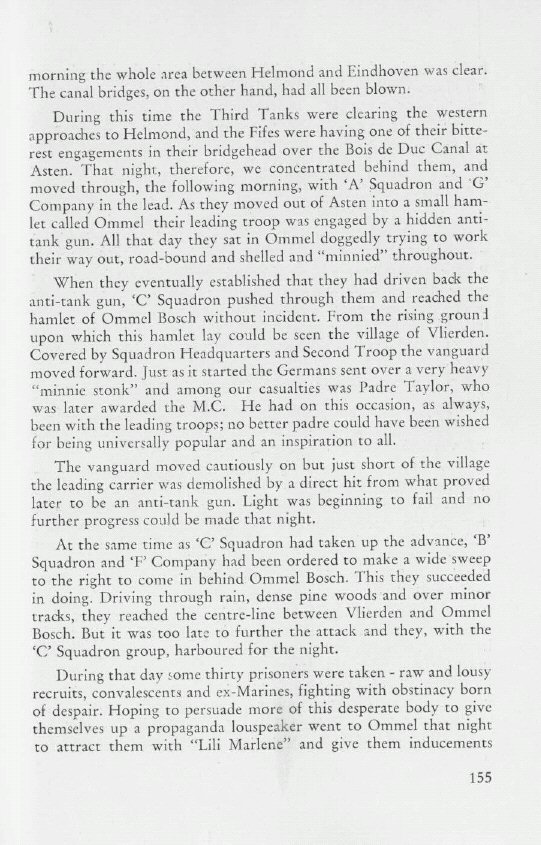 morning the whole area between Helmond and Eindhoven was clear.
The canal bridges, on the other hand, had all been blown.
During this time the Third Tanks were clearing the western
approaches to Helmond, and the Fifes were having one of their bitte-
rest engagements in their bridgehead over the Bois de Duc Canal at
Asten. That night, therefore, we concentrated behind them, and
moved through, the following morning, with ‘A’ Squadron and ‘G’
Company in the lead. As they moved out of Asten into a small ham-
let called Ommel their leading troop was engaged by a hidden anti-
tank gun. All that day they sat in Ommel doggedly trying to work
their way out, road-bound and shelled and “minnied” throughout.
When they eventually established that they had driven back the
anti-tank gun, ‘C’ Squadron pushed through them and reached the
hamlet of Ommel Bosch without incident. From the rising ground
upon which this hamlet lay could be seen the village of Vlierden.
Covered by Squadron Headquarters and Second Troop the vanguard
moved forward. Just as it started the Germans sent over a very heavy
“minnie stonk” and among our casualties was Padre Taylor, who
was later awarded the M.C. He had on this occasion, as always,
been with the leading troops; no better padre could have been wished
for being universally popular and an inspiration to all.
The vanguard moved cautiously on but just short of the village
the leading carrier was demolished by a direct hit from what proved
later to be an anti-tank gun. Light was beginning to fail and no
further progress could be made that night.
At the same time as ‘C’ Squadron had taken up the advance, ‘B’
Squadron and ‘F’ Company had been ordered to make a wide sweep
to the right to come in behind Ommel Bosch. This they succeeded
in doing. Driving through rain, dense pine woods and over minor
tracks, they reached the centre-line between Vlierden and Ommel
Bosch. But it was too late to further the attack and they, with the
‘C’ Squadron group, harboured for the night.
During that day some thirty prisoners were taken - raw and lousy
recruits, convalescents and ex-Marines, fighting with obstinacy born
of despair. Hoping to persuade more of this desperate body to give
themselves up a propaganda louspeaker went to Ommel that night
to attract them with “Lili Marlene” and give them inducements
155